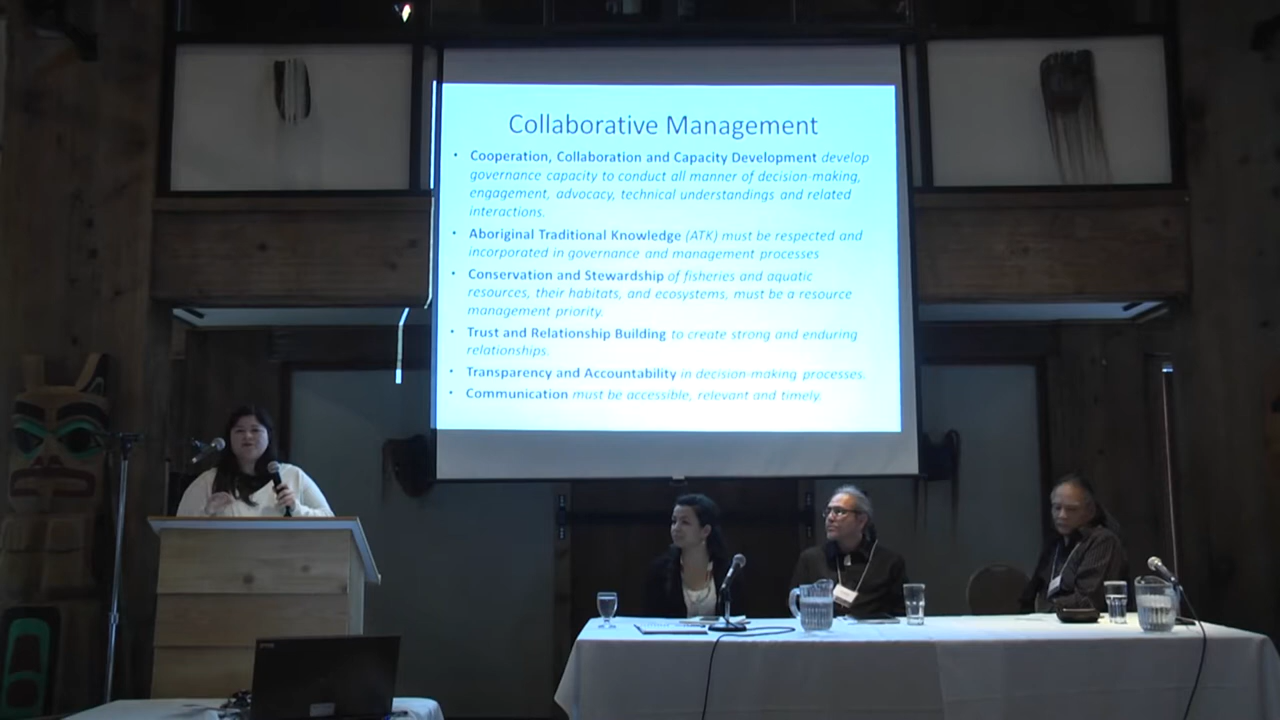 Collaborative Management
• Cooperation, Collaboration and Capacity Development develop
governance capacity to conduct all manner of decision-making,
engagement, advocacy, technical understandings and related
interactions.
• Aboriginal Traditional Knowledge (ATK) must be respected and
incorporated in governance and management processes
• Conservation and Stewardship of fisheries and aquatic
resources, their habitats, and ecosystems, must be a resource
management priority.
• Trust and Relationship Building to create strong and enduring
relationships.
• Transparency and Accountability in decision-making processes.
• Communication must be accessible, relevant and timely.